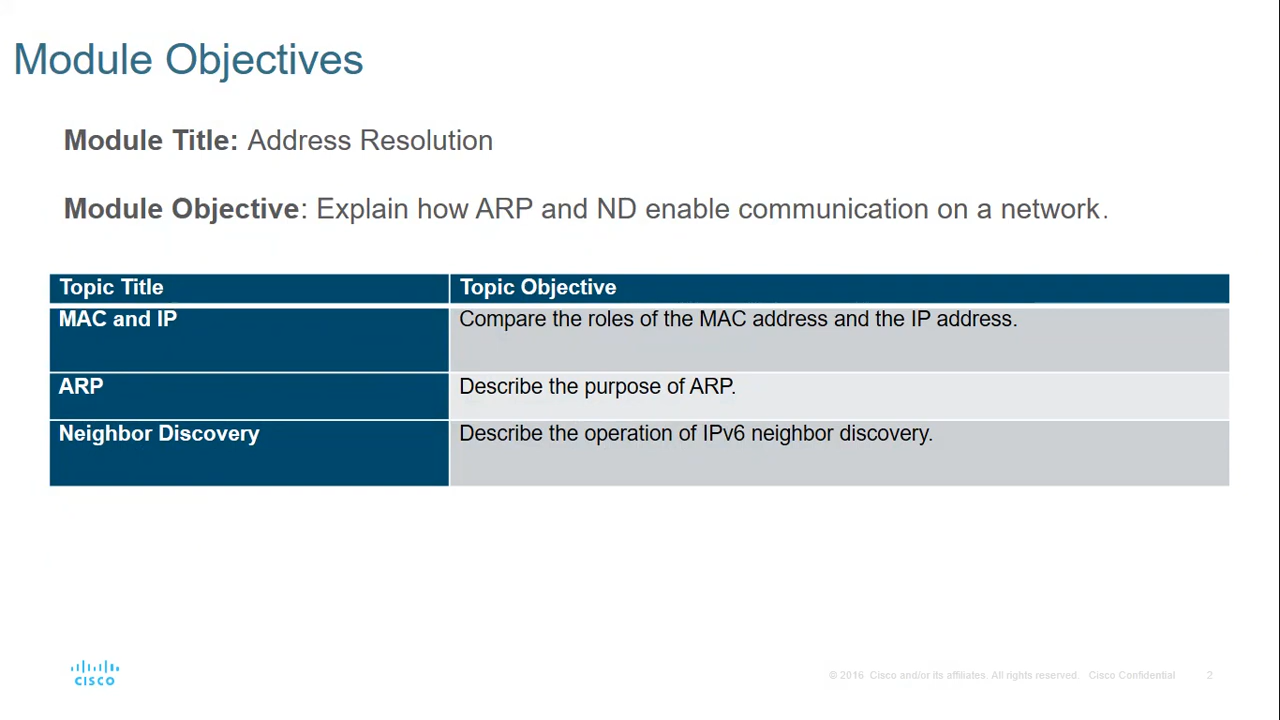 Module Objectives
Module Title: Address Resolution
Module Objective: Explain how ARP and ND enable communication on a network.
Topic Title Topic Objective
MAC and IP Compare the roles of the MAC address and the IP address.
ARP Describe the purpose of ARP.
Neighbor Discovery Describe the operation of IPv6 neighbor discovery.
CISCO © 2016 Cisco and/or its affiliates. All rights reserved. Cisco Confidential 2